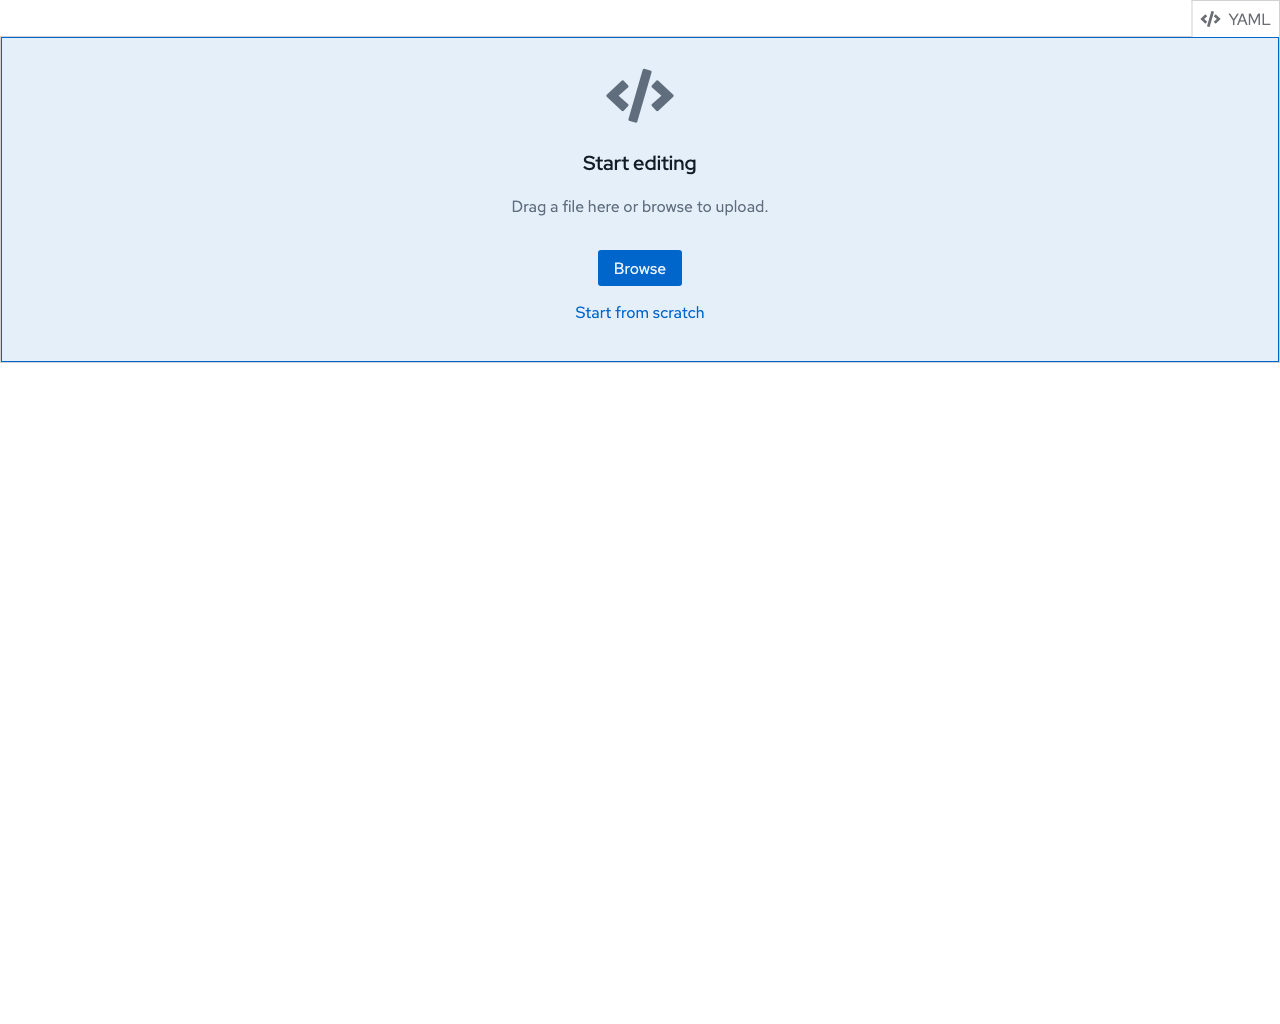 YAML
Start editing
Drag a file here or browse to upload.
Browse
Start from scratch